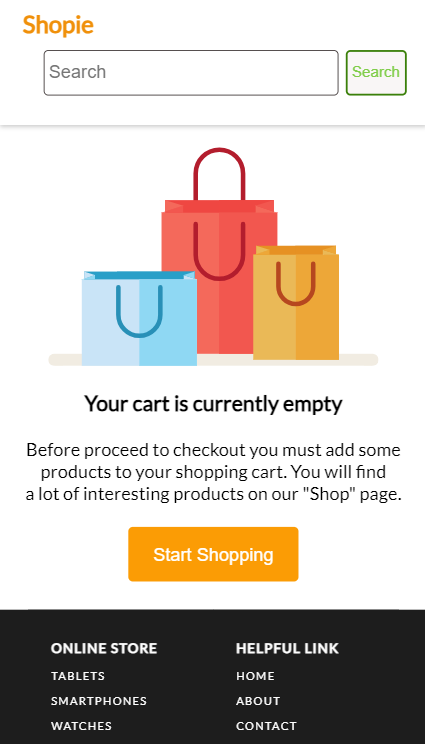 Shopie
Search
Search
Your cart is currently empty
Before proceed to checkout you must add some
products to your shopping cart. You will find
a lot of interesting products on our "Shop" page.
Start Shopping
ONLINE STORE
TABLETS
SMARTPHONES
WATCHES
HELPFUL LINK
HOME
ABOUT
CONTACT